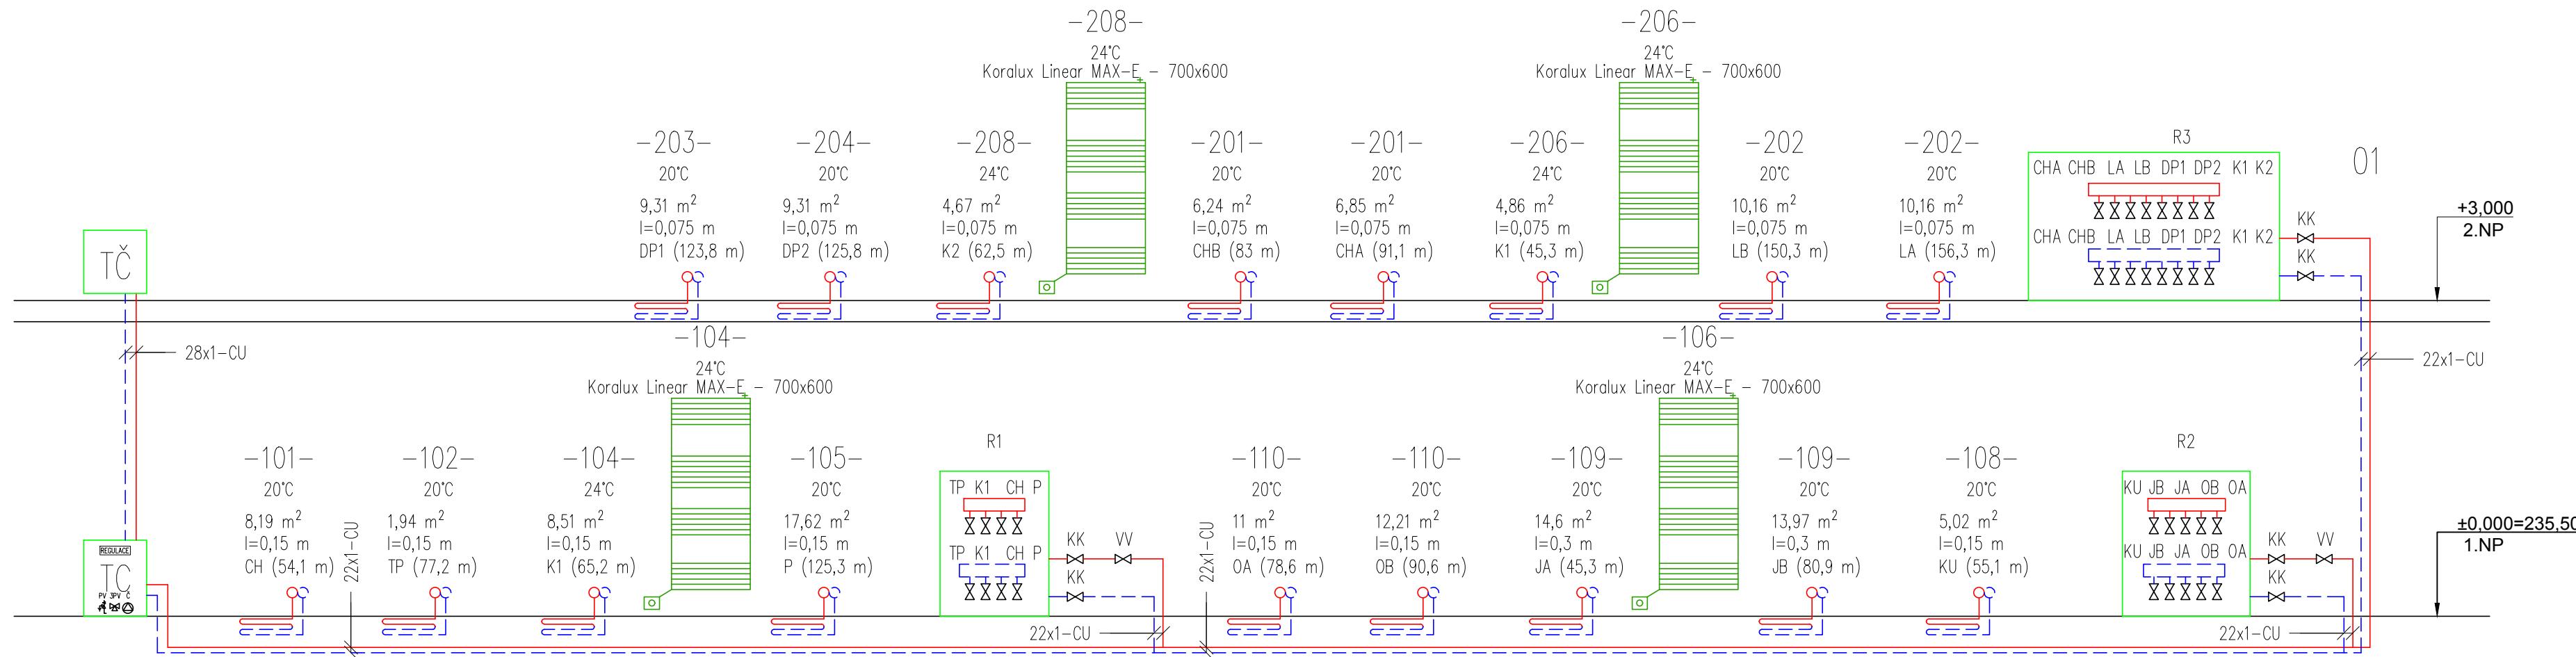 -208-
24°C
Koralux Linear MAX-E - 700x600
-206-
24°C
Koralux Linear MAX-E - 700x600
-203-
20°C
9,31 m²
l=0,075 m
DP1 (123,8 m)
-204-
20°C
9,31 m²
l=0,075 m
DP2 (125,8 m)
-208-
24°C
4,67 m²
l=0,075 m
K2 (62,5 m)
-201-
20°C
6,24 m²
l=0,075 m
CHB (83 m)
-201-
20°C
6,85 m²
l=0,075 m
CHA (91,1 m)
-206-
24°C
4,86 m²
l=0,075 m
K1 (45,3 m)
-202
20°C
10,16 m²
l=0,075 m
LB (150,3 m)
-202-
20°C
10,16 m²
l=0,075 m
LA (156,3 m)
R3
CHA CHB LA LB DP1 DP2 K1 K2
CHA CHB LA LB DP1 DP2 K1 K2
KK
KK
O1
+3,000
2.NP
TČ
28x1-CU
22x1-CU
-104-
24°C
Koralux Linear MAX-E - 700x600
-106-
24°C
Koralux Linear MAX-E - 700x600
REGULACE
TČ
PV 3PV Č
-101-
20°C
8,19 m²
l=0,15 m
CH (54,1 m)
22x1-CU
-102-
20°C
1,94 m²
l=0,15 m
TP (77,2 m)
-104-
24°C
8,51 m²
l=0,15 m
K1 (65,2 m)
-105-
20°C
17,62 m²
l=0,15 m
P (125,3 m)
R1
TP K1 CH P
TP K1 CH P
KK
VV
KK
22x1-CU
22x1-CU
-110-
20°C
11 m²
l=0,15 m
OA (78,6 m)
-110-
20°C
12,21 m²
l=0,15 m
OB (90,6 m)
-109-
20°C
14,6 m²
l=0,3 m
JA (45,3 m)
-109-
20°C
13,97 m²
l=0,3 m
JB (80,9 m)
-108-
20°C
5,02 m²
l=0,15 m
KU (55,1 m)
R2
KU JB JA OB OA
KU JB JA OB OA
KK
VV
KK
22x1-CU
±0,000=235,50
1.NP